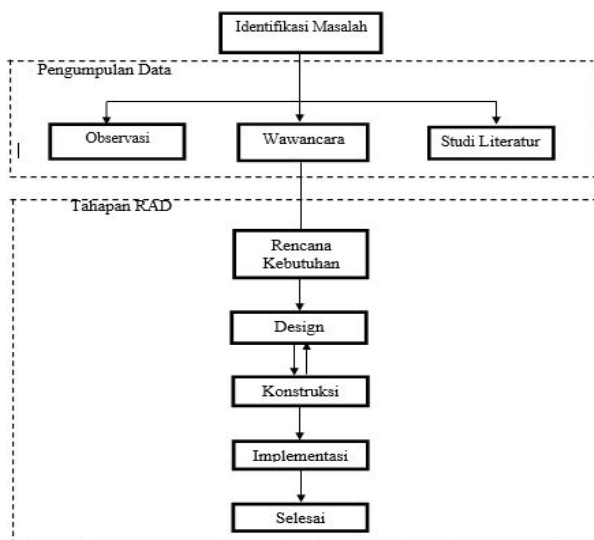 Identifikasi Masalah
Pengumpulan Data
Observasi
Wawancara
Studi Literatur
Tahapan RAD
Rencana
Kebutuhan
Design
Konstruksi
Implementasi
Selesai